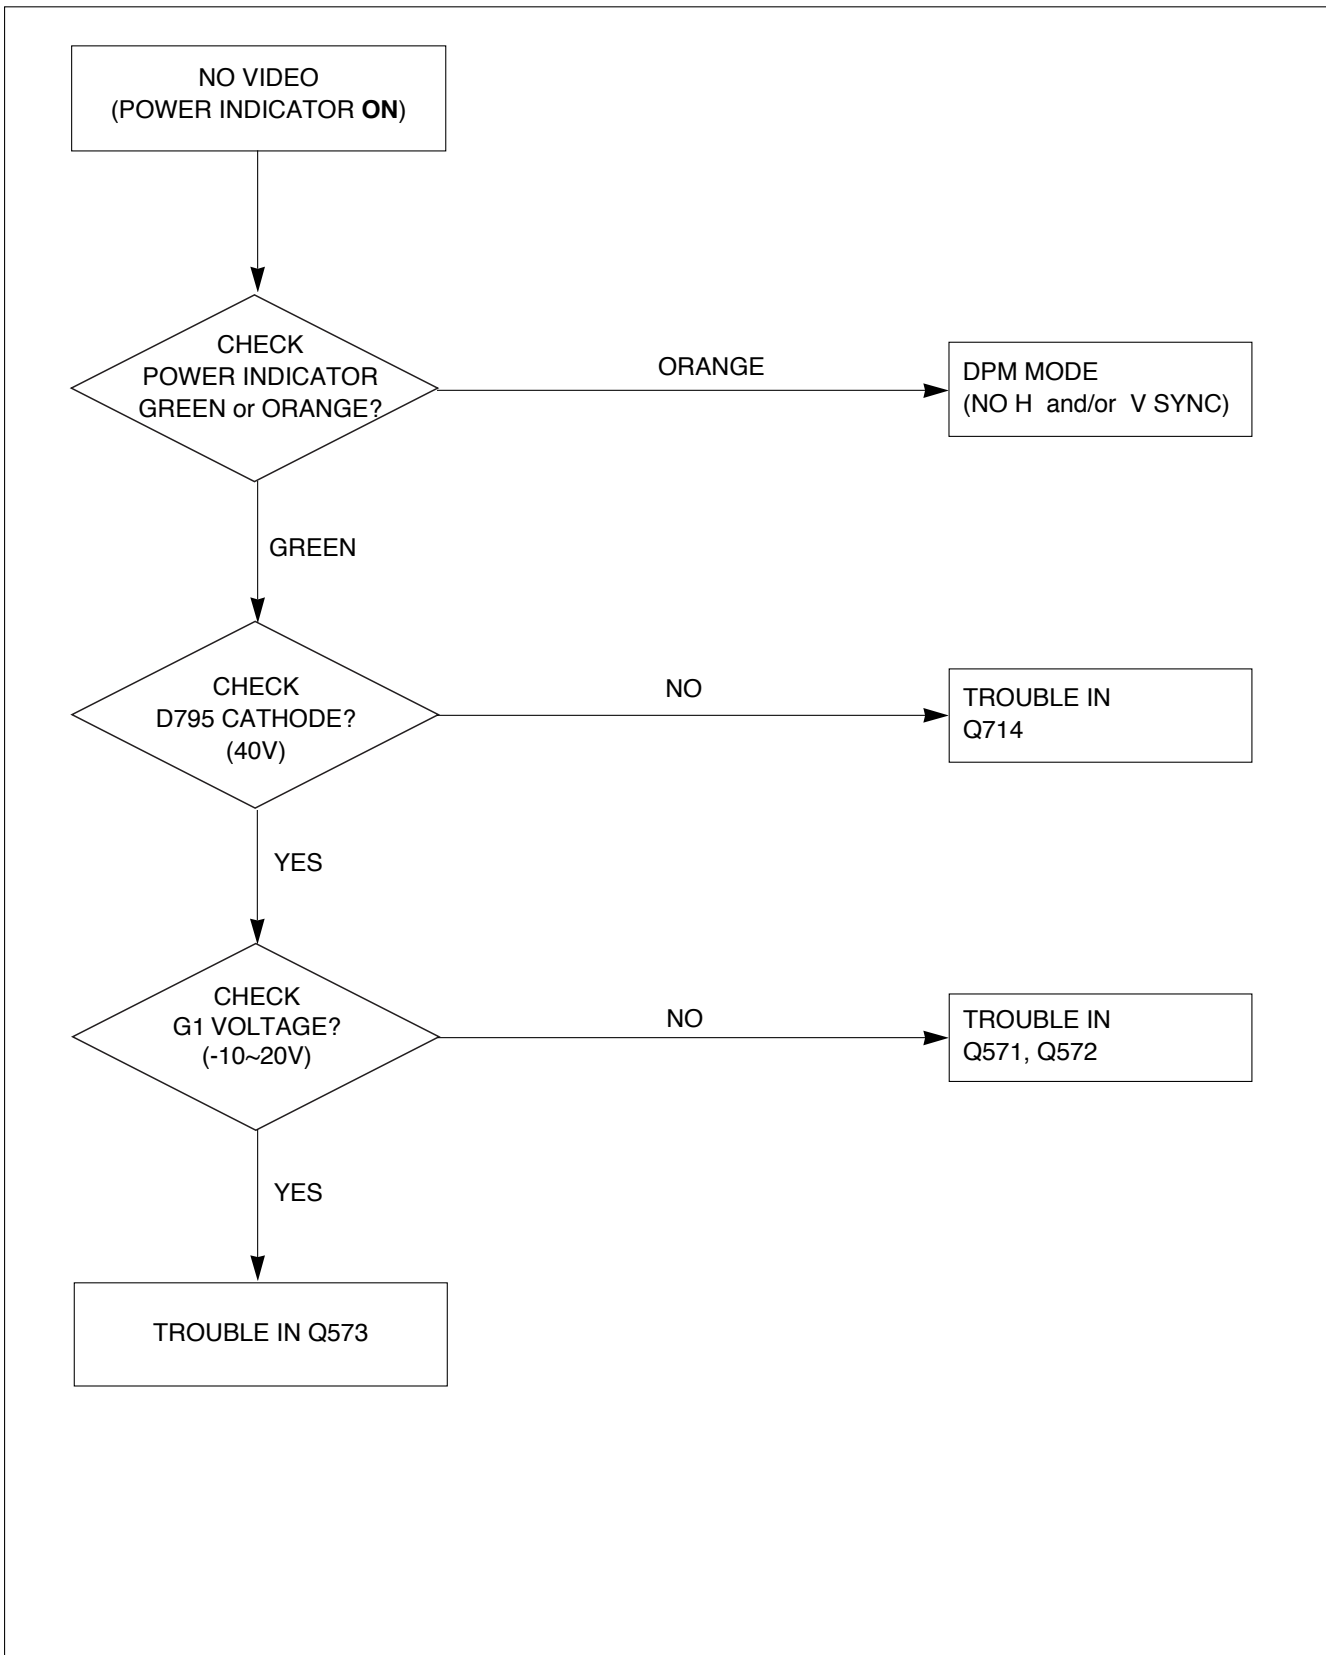 NO VIDEO
(POWER INDICATOR ON)
CHECK
POWER INDICATOR
GREEN or ORANGE?
ORANGE
DPM MODE
(NO H and/or V SYNC)
GREEN
CHECK
D795 CATHODE?
(40V)
NO
TROUBLE IN
Q714
YES
CHECK
G1 VOLTAGE?
(-10~20V)
NO
TROUBLE IN
Q571, Q572
YES
TROUBLE IN Q573